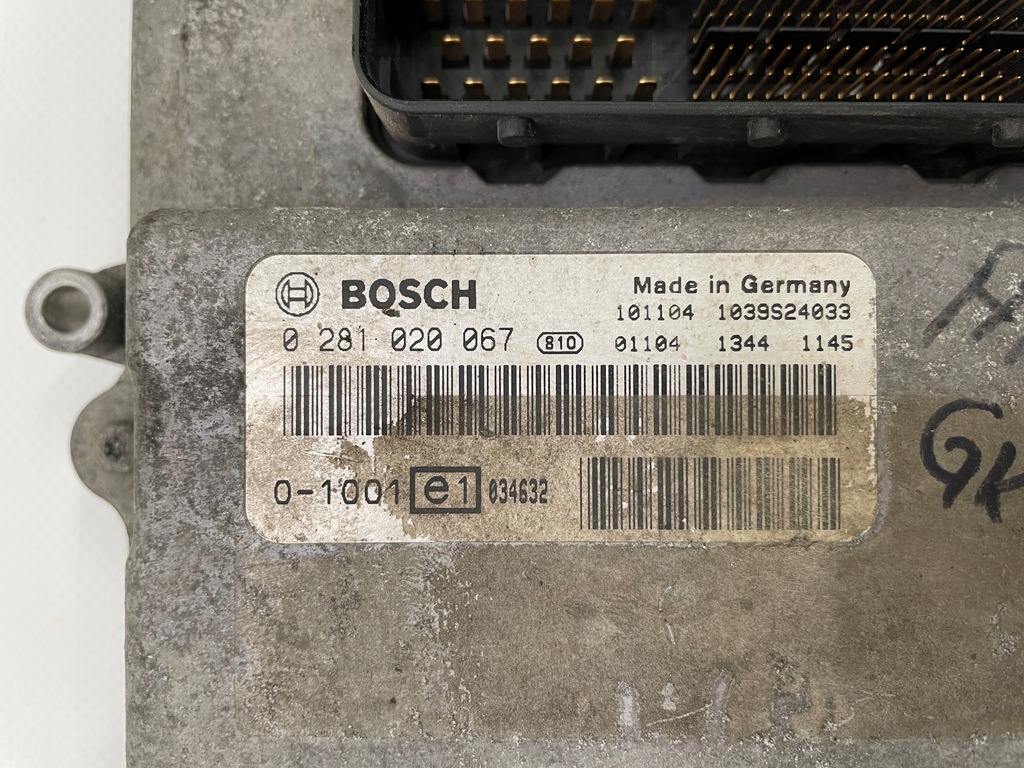 BOSCH Made in Germany
101104 1039S24033
0 281 020 067 810 01104 1344 1145
0-1001 e1 034632